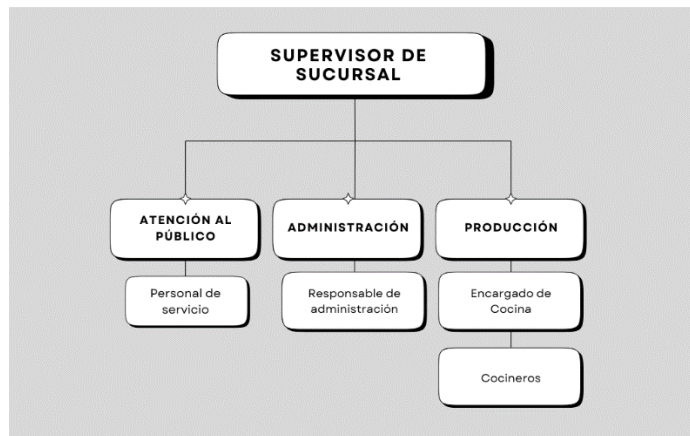 SUPERVISOR DE
SUCURSAL
ATENCIÓN AL
PÚBLICO
ADMINISTRACIÓN
PRODUCCIÓN
Personal de
servicio
Responsable de
administración
Encargado de
Cocina
Cocineros